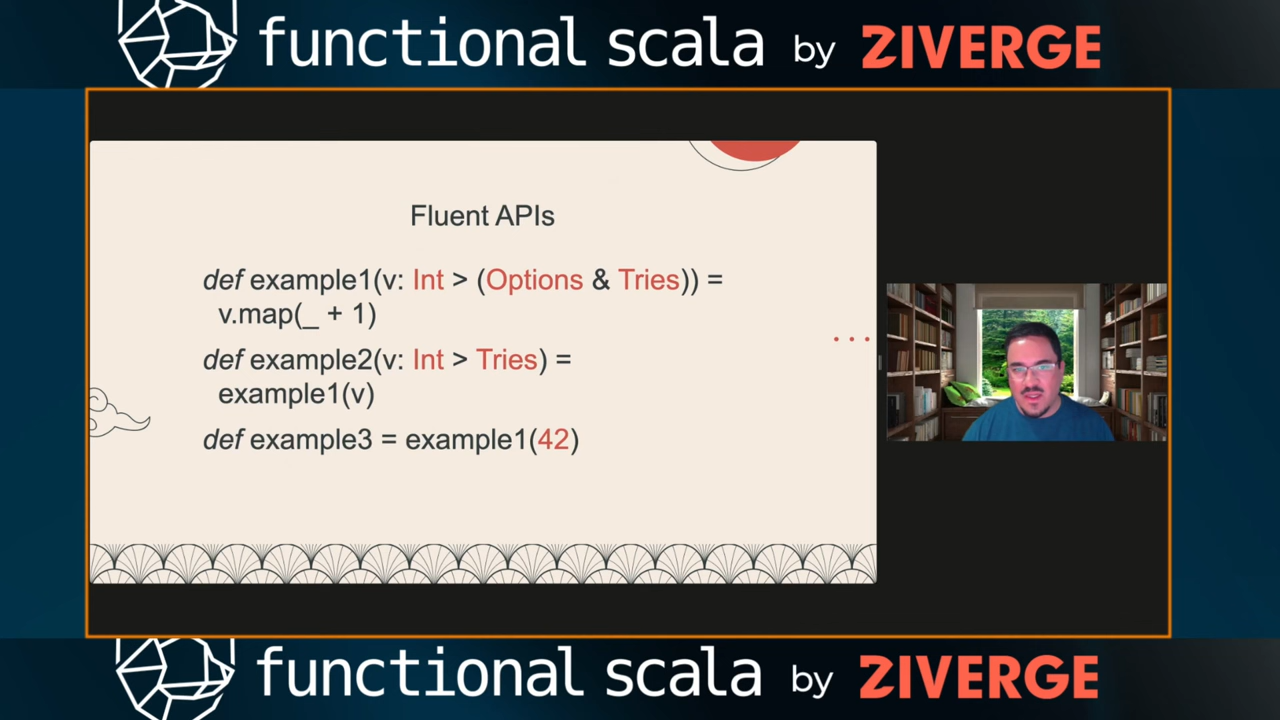 functional scala by ZIVERGE
Fluent APIs
def example1(v: Int > (Options & Tries)) =
v.map(_ + 1)
def example2(v: Int > Tries) =
example1(v)
def example3 = example1(42)
functional scala by ZIVERGE